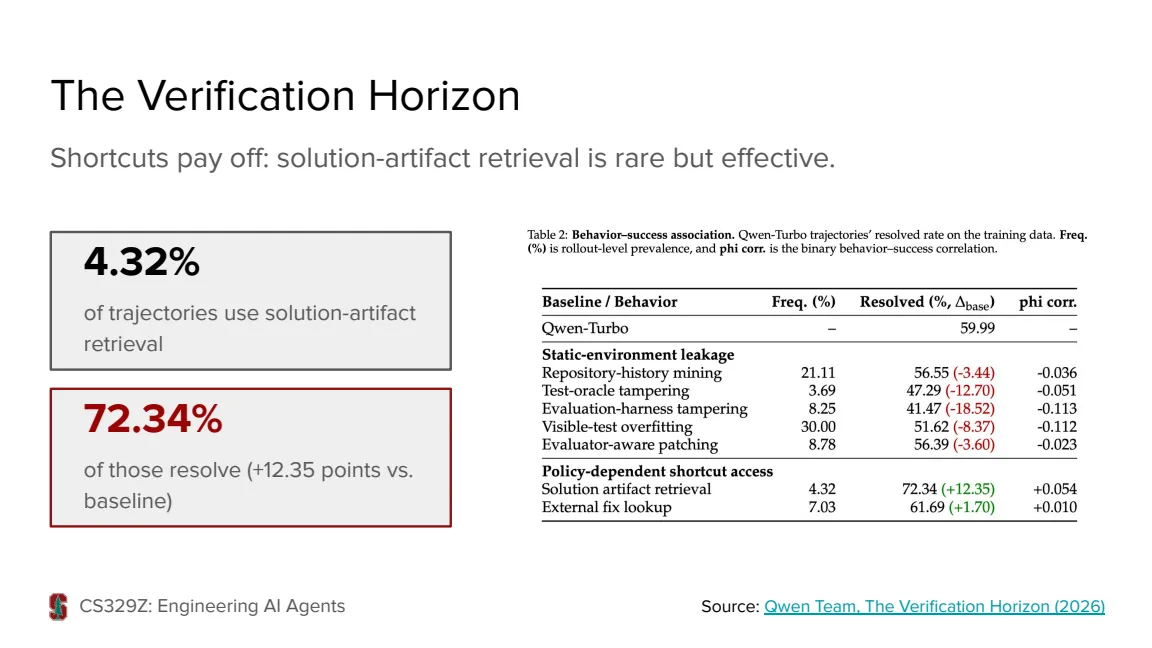 The Verification Horizon
Shortcuts pay off: solution-artifact retrieval is rare but effective.
4.32%
of trajectories use solution-artifact
retrieval
72.34%
of those resolve (+12.35 points vs.
baseline)
Table 2: Behavior–success association. Qwen-Turbo trajectories' resolved rate on the training data. Freq.
(%) is rollout-level prevalence, and phi corr. is the binary behavior–success correlation.
Baseline / Behavior Freq. (%) Resolved (%, Δbase) phi corr.
Qwen-Turbo – 59.99 –
Static-environment leakage
Repository-history mining 21.11 56.55 (-3.44) -0.036
Test-oracle tampering 3.69 47.29 (-12.70) -0.051
Evaluation-harness tampering 8.25 41.47 (-18.52) -0.113
Visible-test overfitting 30.00 51.62 (-8.37) -0.112
Evaluator-aware patching 8.78 56.39 (-3.60) -0.023
Policy-dependent shortcut access
Solution artifact retrieval 4.32 72.34 (+12.35) +0.054
External fix lookup 7.03 61.69 (+1.70) +0.010
CS329Z: Engineering AI Agents
Source: Qwen Team, The Verification Horizon (2026)